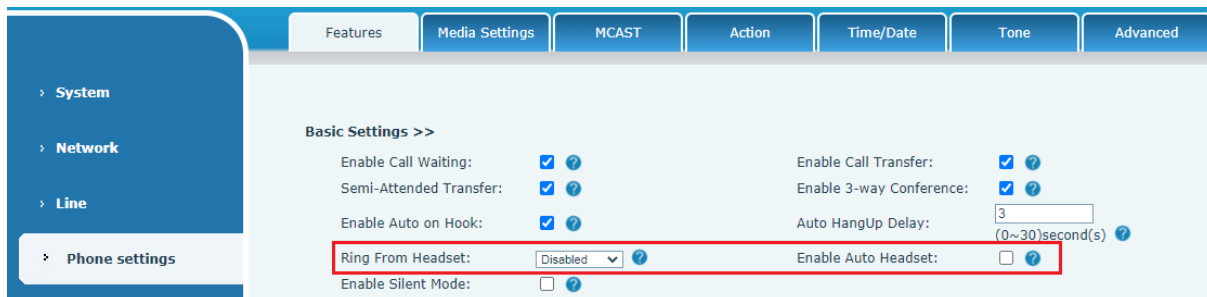 Features Media Settings MCAST Action Time/Date Tone Advanced
› System
Basic Settings >>
› Network
Enable Call Waiting: ? Enable Call Transfer: ?
Semi-Attended Transfer: ? Enable 3-way Conference: ?
› Line
Enable Auto on Hook: ? Auto HangUp Delay: 3
(0~30)second(s) ?
› Phone settings
Ring From Headset: Disabled ? Enable Auto Headset: ?
Enable Silent Mode: ?